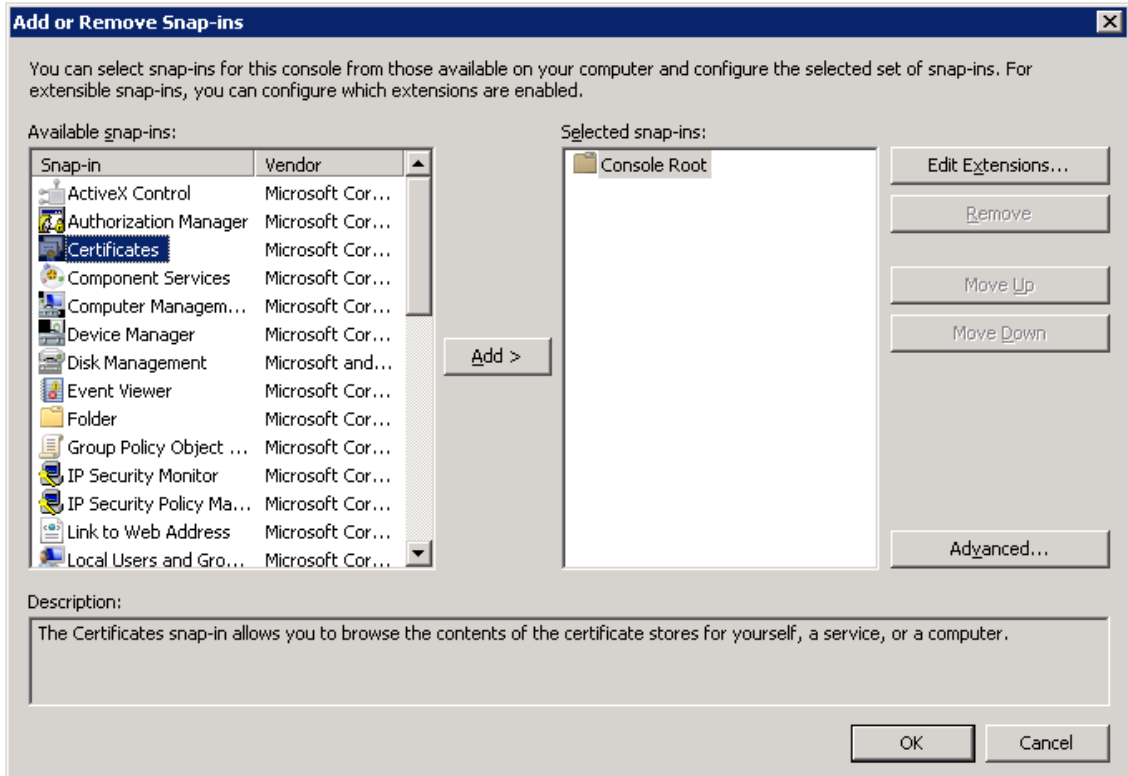 Add or Remove Snap-ins
You can select snap-ins for this console from those available on your computer and configure the selected set of snap-ins. For
extensible snap-ins, you can configure which extensions are enabled.
Available snap-ins:
Snap-in Vendor
ActiveX Control Microsoft Cor...
Authorization Manager Microsoft Cor...
Certificates Microsoft Cor...
Component Services Microsoft Cor...
Computer Managem... Microsoft Cor...
Device Manager Microsoft Cor...
Disk Management Microsoft and...
Event Viewer Microsoft Cor...
Folder Microsoft Cor...
Group Policy Object ... Microsoft Cor...
IP Security Monitor Microsoft Cor...
IP Security Policy Ma... Microsoft Cor...
Link to Web Address Microsoft Cor...
Local Users and Gro... Microsoft Cor...
Add >
Selected snap-ins:
Console Root
Edit Extensions...
Remove
Move Up
Move Down
Advanced...
Description:
The Certificates snap-in allows you to browse the contents of the certificate stores for yourself, a service, or a computer.
OK
Cancel